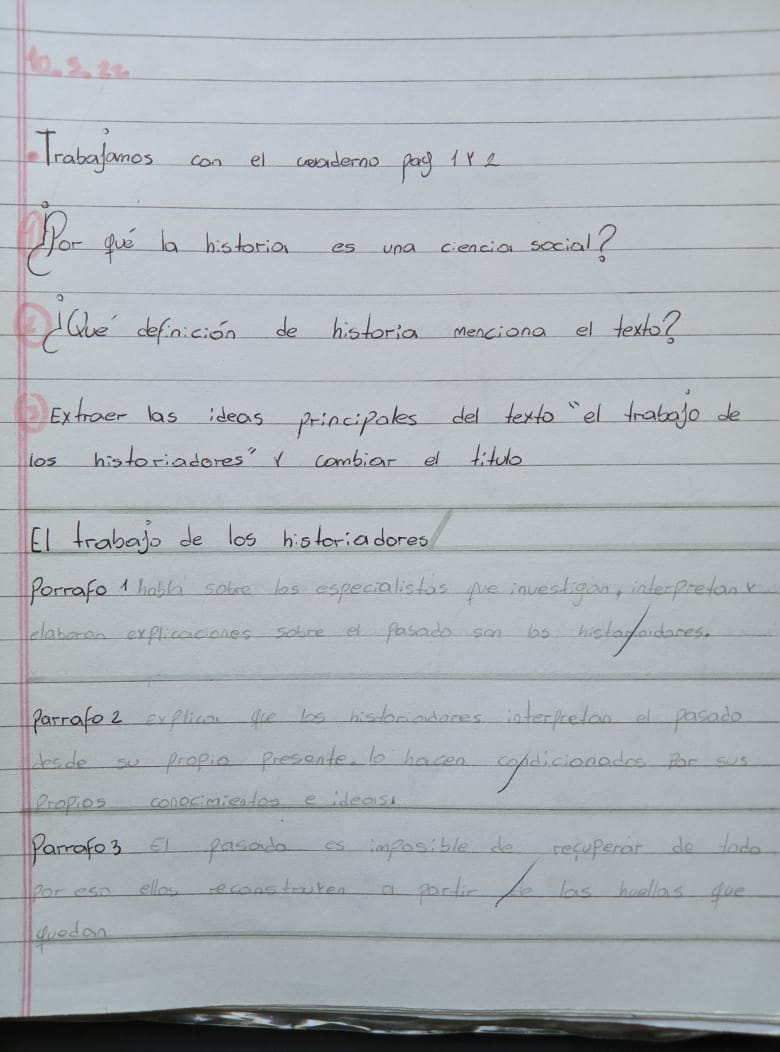 10. 5. 22
• Trabajamos con el cuaderno pag 1 Y 2
1) ¿Por qué la historia es una ciencia social?
2) ¿Qué definición de historia menciona el texto?
3) Extraer las ideas principales del texto "el trabajo de
los historiadores" Y cambiar el titulo
El trabajo de los historiadores
Parrafo 1 habla sobre los especialistas que investigan, interpretan Y
elaboran explicaciones sobre el pasado son los
Parrafo 2 explica que los historiadores interpretan el pasado
desde su propio presente. lo hacen condicionados por sus
propios conocimientos e ideas.
Parrafo 3 El pasado es imposible de recuperar de todo
por eso ellos reconstruyen a partir de las huellas que
quedan